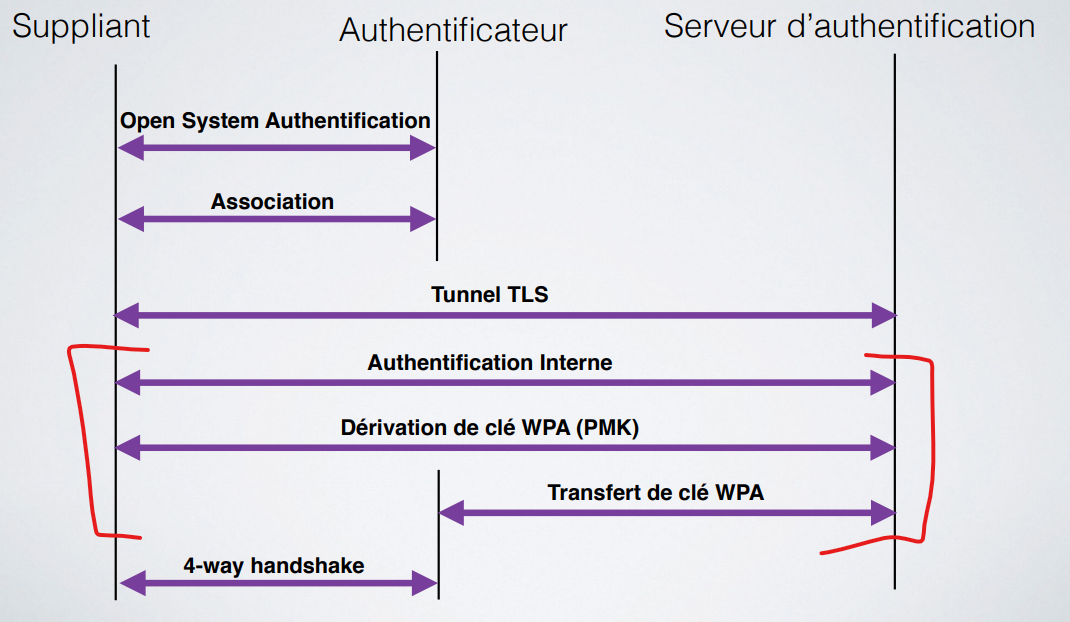 Suppliant
Authentificateur
Serveur d'authentification
Open System Authentification
Association
Tunnel TLS
Authentification Interne
Dérivation de clé WPA (PMK)
Transfert de clé WPA
4-way handshake